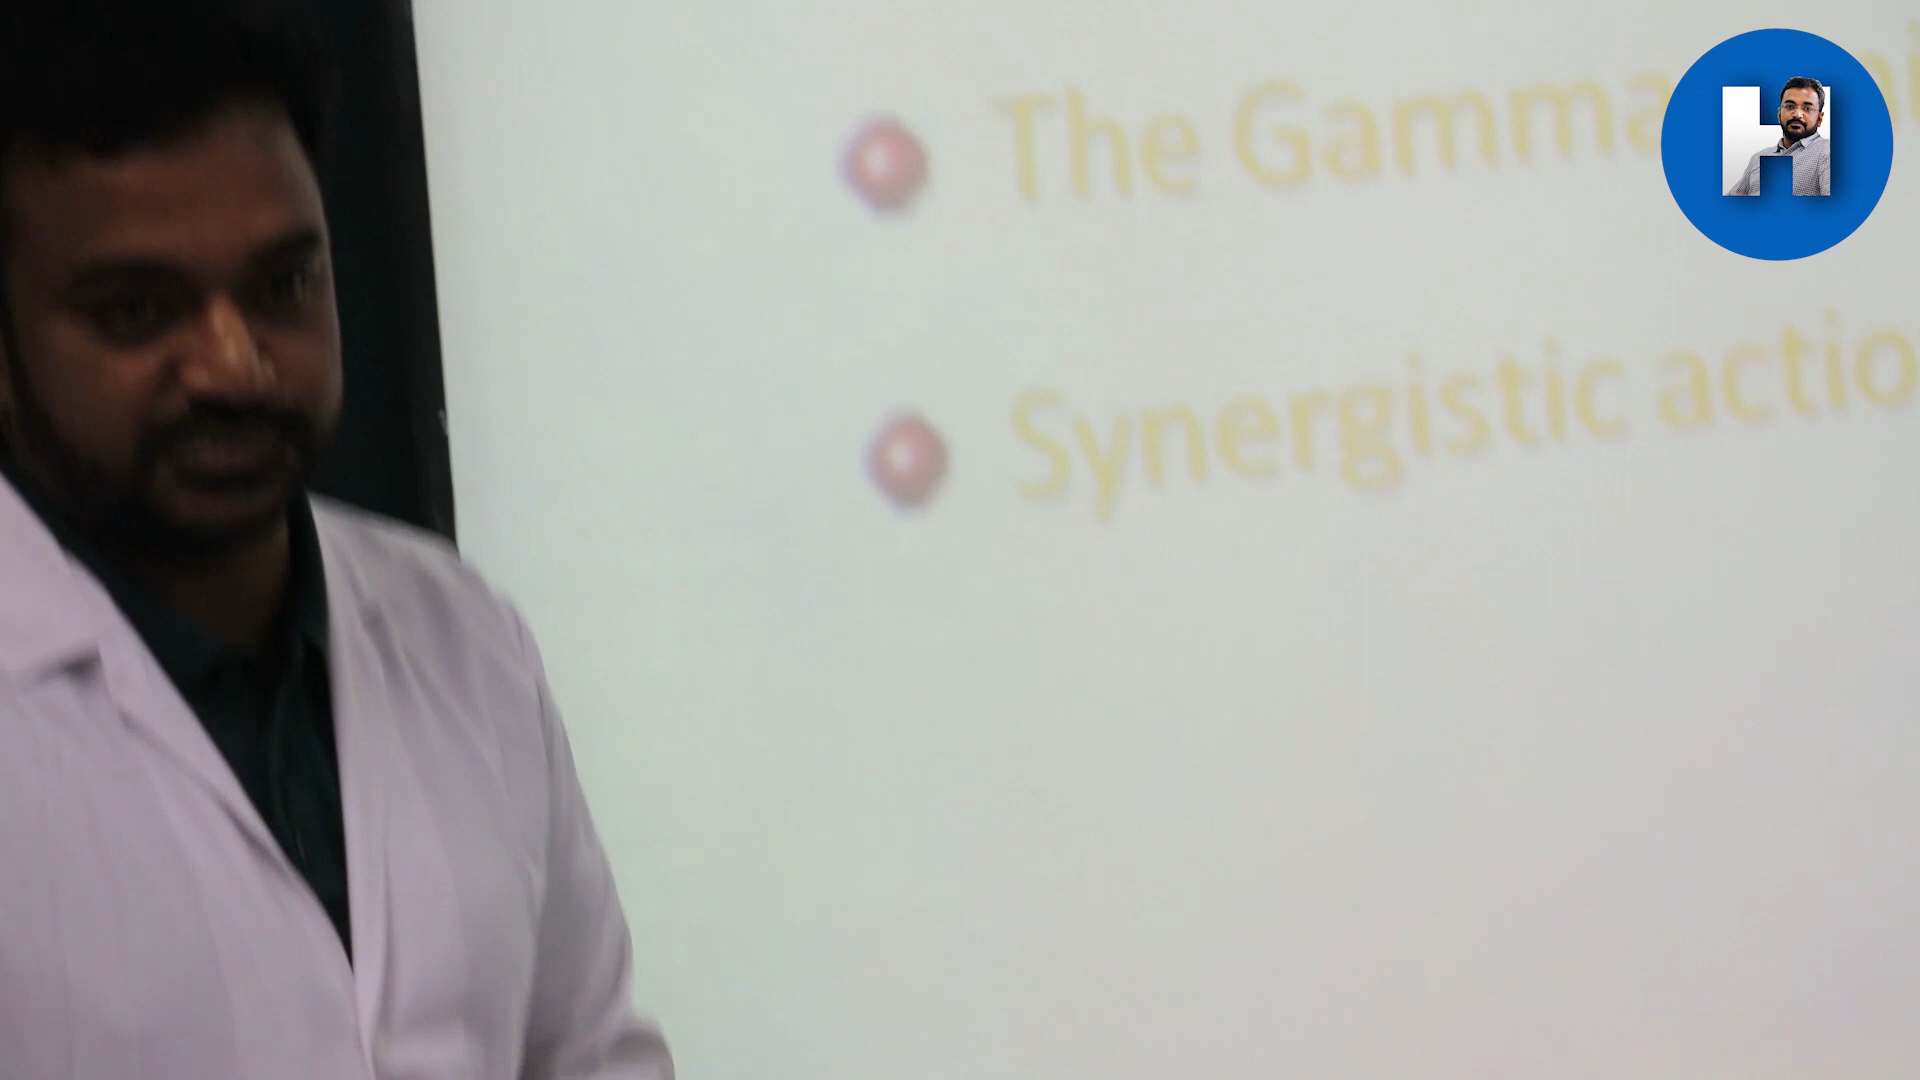 The Gamma
Synergistic actio
H